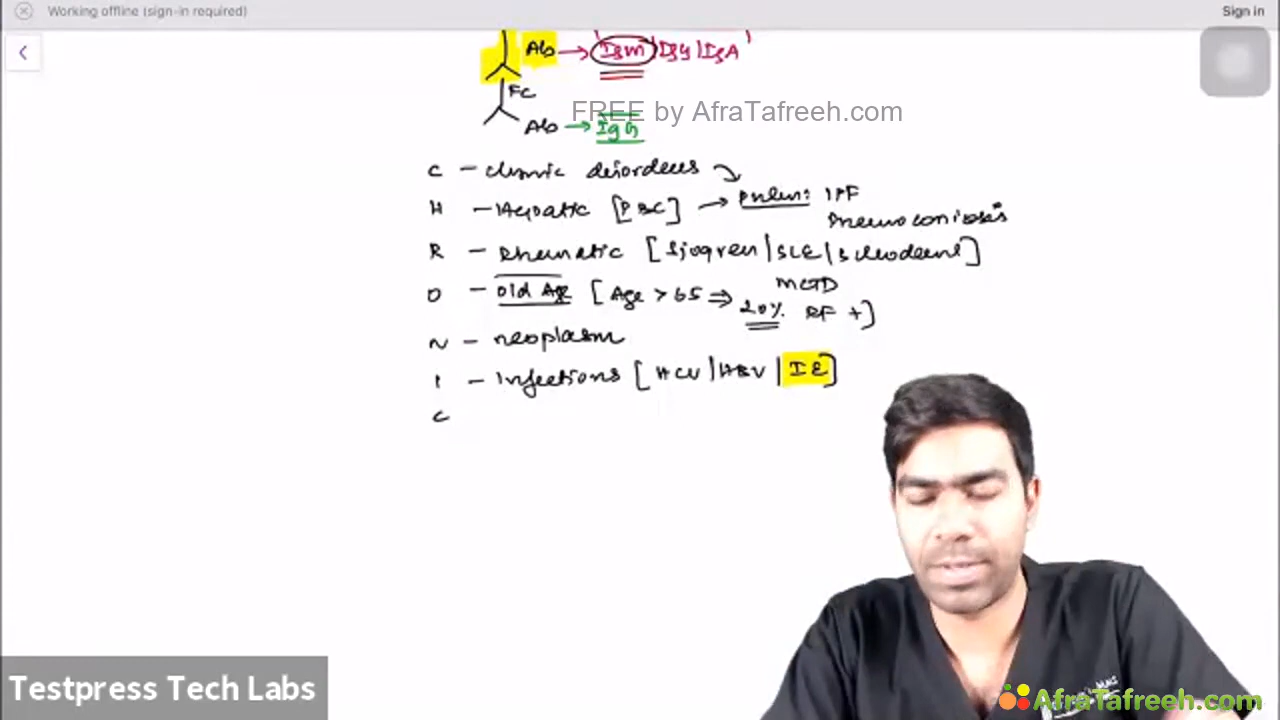 Working offline (sign-in required)
Sign in
Ab → IgM | IgG | IgA
FC
FREE by AfraTafreeh.com
Ab → IgG
C - chronic disorders
H - Hepatic [PBC] → Pulm: IPF
Pneumoconiosis
R - Rheumatic [Sjogren | SLE | Scleroderma]
MCTD
O - Old Age [Age > 65 ⇒ 20% RF +]
N - neoplasm
I - Infections [HCV | HBV | IE]
C
Testpress Tech Labs
AfraTafreeh.com